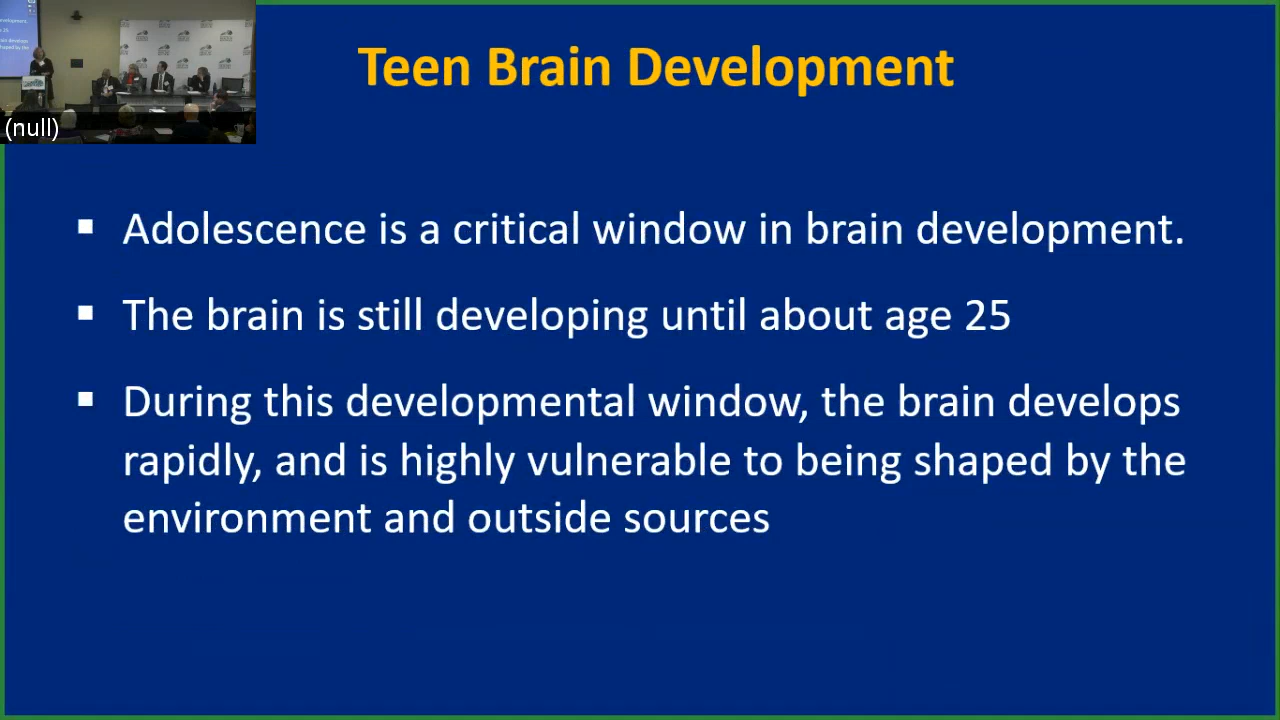 Teen Brain Development
(null)
▪ Adolescence is a critical window in brain development.
▪ The brain is still developing until about age 25
▪ During this developmental window, the brain develops
rapidly, and is highly vulnerable to being shaped by the
environment and outside sources